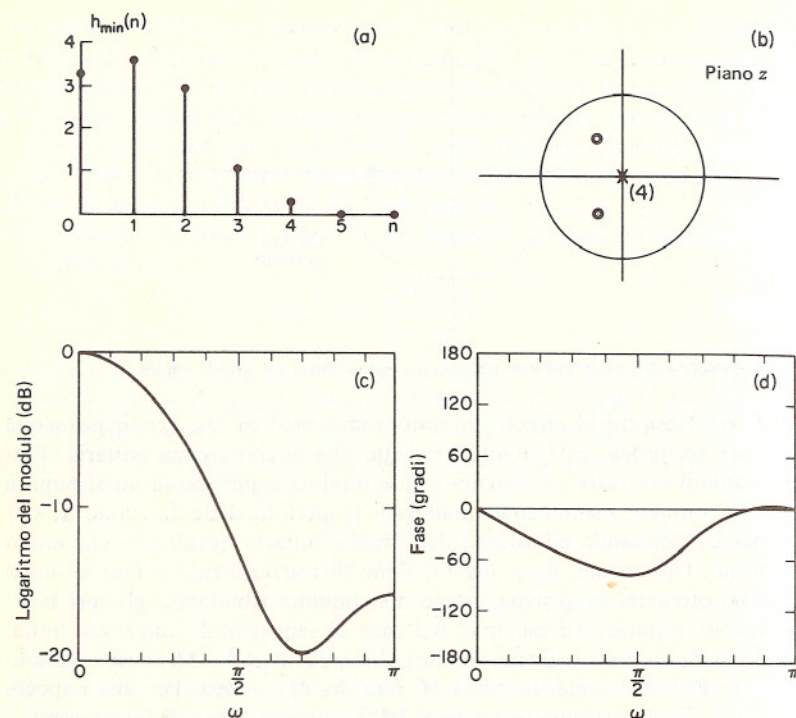 h_min(n)
(a)
4
3
2
1
0
1
2
3
4
5
n
(b)
Piano z
(4)
Logaritmo del modulo (dB)
0
−10
−20
(c)
0
π/2
π
ω
Fase (gradi)
180
120
60
0
−60
−120
−180
(d)
0
π/2
π
ω